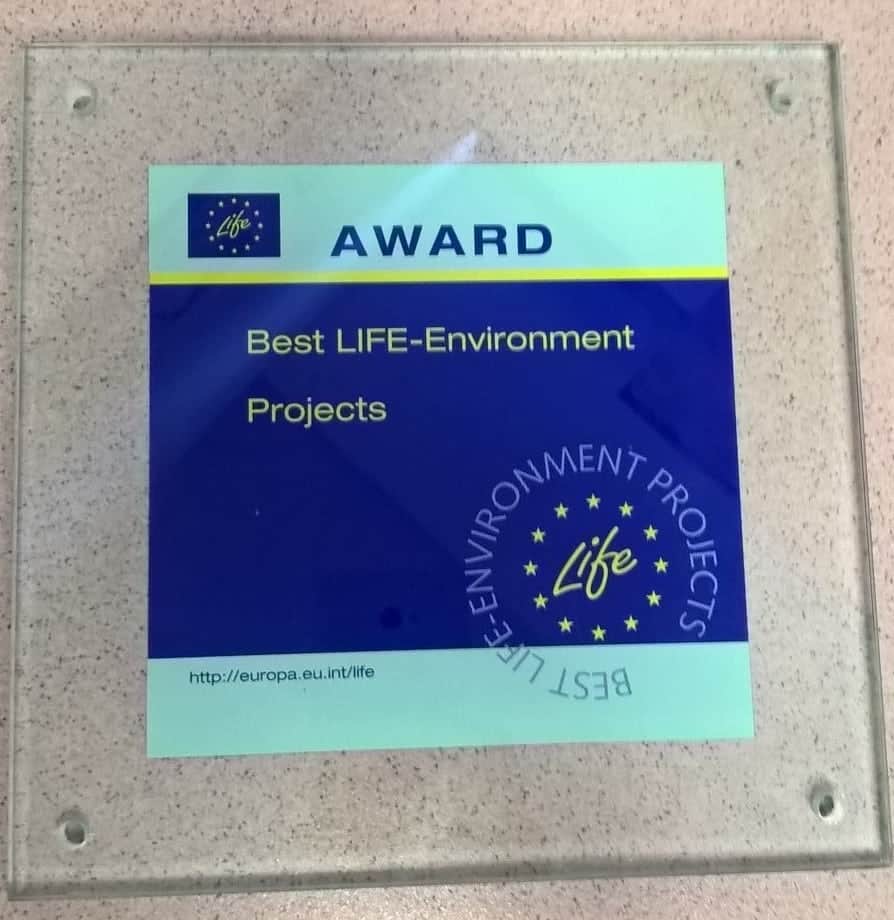 Life
AWARD
Best LIFE-Environment
Projects
BEST LIFE-ENVIRONMENT PROJECTS
Life
http://europa.eu.int/life